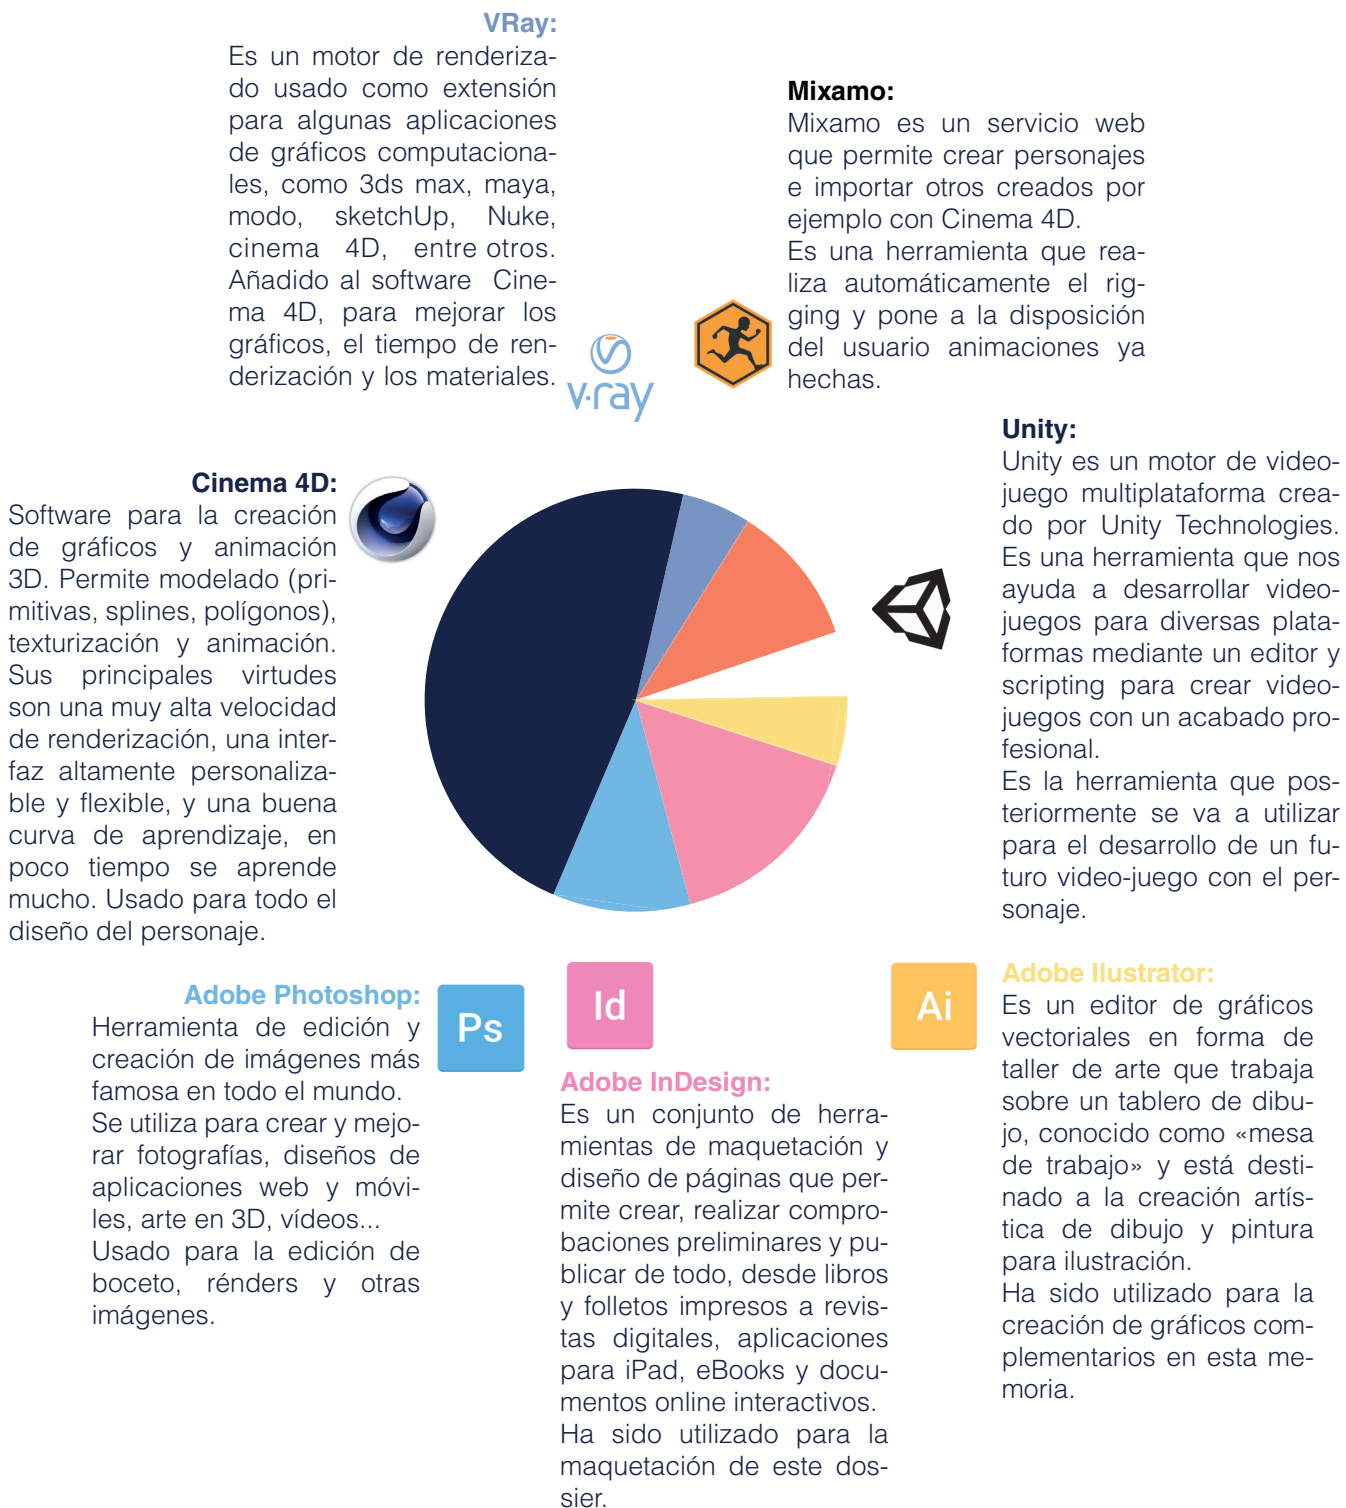 VRay:
Es un motor de renderiza-
do usado como extensión
para algunas aplicaciones
de gráficos computaciona-
les, como 3ds max, maya,
modo, sketchUp, Nuke,
cinema 4D, entre otros.
Añadido al software Cine-
ma 4D, para mejorar los
gráficos, el tiempo de ren-
derización y los materiales.
v·ray
Mixamo:
Mixamo es un servicio web
que permite crear personajes
e importar otros creados por
ejemplo con Cinema 4D.
Es una herramienta que rea-
liza automáticamente el rig-
ging y pone a la disposición
del usuario animaciones ya
hechas.
Cinema 4D:
Software para la creación
de gráficos y animación
3D. Permite modelado (pri-
mitivas, splines, polígonos),
texturización y animación.
Sus principales virtudes
son una muy alta velocidad
de renderización, una inter-
faz altamente personaliza-
ble y flexible, y una buena
curva de aprendizaje, en
poco tiempo se aprende
mucho. Usado para todo el
diseño del personaje.
Unity:
Unity es un motor de video-
juego multiplataforma crea-
do por Unity Technologies.
Es una herramienta que nos
ayuda a desarrollar video-
juegos para diversas plata-
formas mediante un editor y
scripting para crear video-
juegos con un acabado pro-
fesional.
Es la herramienta que pos-
teriormente se va a utilizar
para el desarrollo de un fu-
turo video-juego con el per-
sonaje.
Adobe Photoshop:
Herramienta de edición y
creación de imágenes más
famosa en todo el mundo.
Se utiliza para crear y mejo-
rar fotografías, diseños de
aplicaciones web y móvi-
les, arte en 3D, vídeos...
Usado para la edición de
boceto, rénders y otras
imágenes.
Ps
Id
Adobe InDesign:
Es un conjunto de herra-
mientas de maquetación y
diseño de páginas que per-
mite crear, realizar compro-
baciones preliminares y pu-
blicar de todo, desde libros
y folletos impresos a revis-
tas digitales, aplicaciones
para iPad, eBooks y docu-
mentos online interactivos.
Ha sido utilizado para la
maquetación de este dos-
sier.
Ai
Adobe Ilustrator:
Es un editor de gráficos
vectoriales en forma de
taller de arte que trabaja
sobre un tablero de dibu-
jo, conocido como «mesa
de trabajo» y está desti-
nado a la creación artís-
tica de dibujo y pintura
para ilustración.
Ha sido utilizado para la
creación de gráficos com-
plementarios en esta me-
moria.